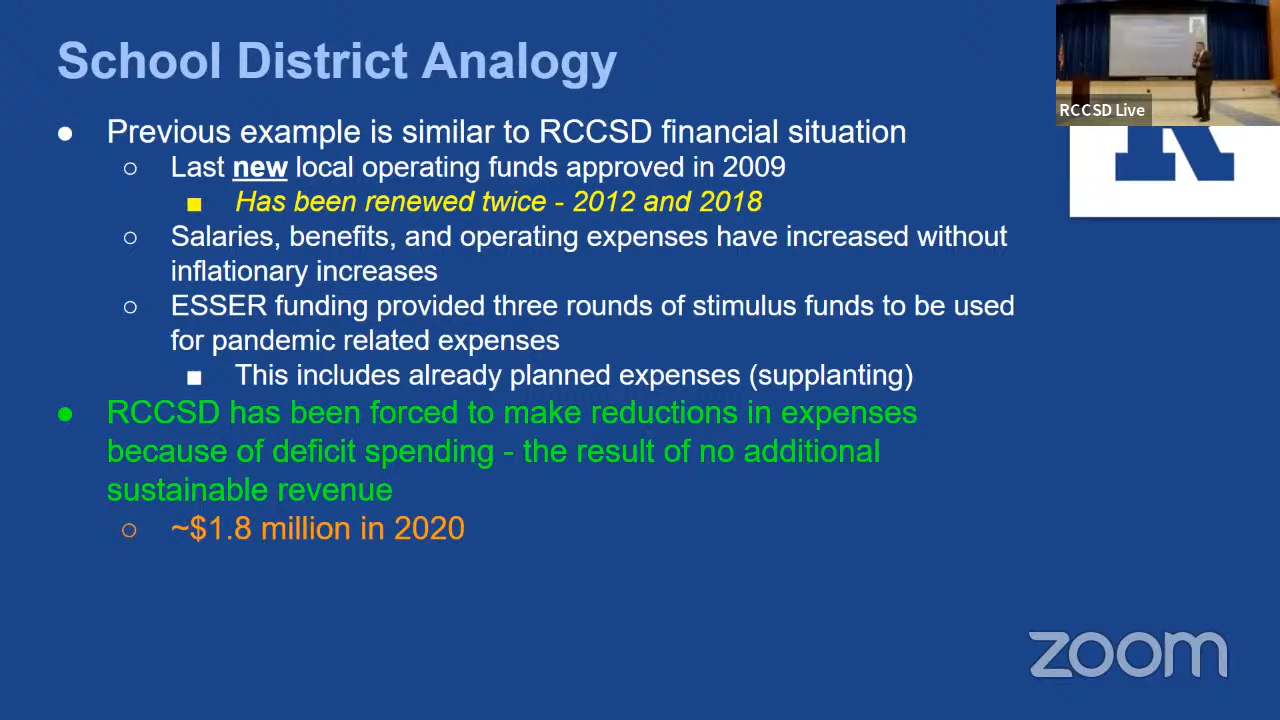 School District Analogy
RCCSD Live
● Previous example is similar to RCCSD financial situation
○ Last new local operating funds approved in 2009
■ Has been renewed twice - 2012 and 2018
○ Salaries, benefits, and operating expenses have increased without
inflationary increases
○ ESSER funding provided three rounds of stimulus funds to be used
for pandemic related expenses
■ This includes already planned expenses (supplanting)
● RCCSD has been forced to make reductions in expenses
because of deficit spending - the result of no additional
sustainable revenue
○ ~$1.8 million in 2020
zoom